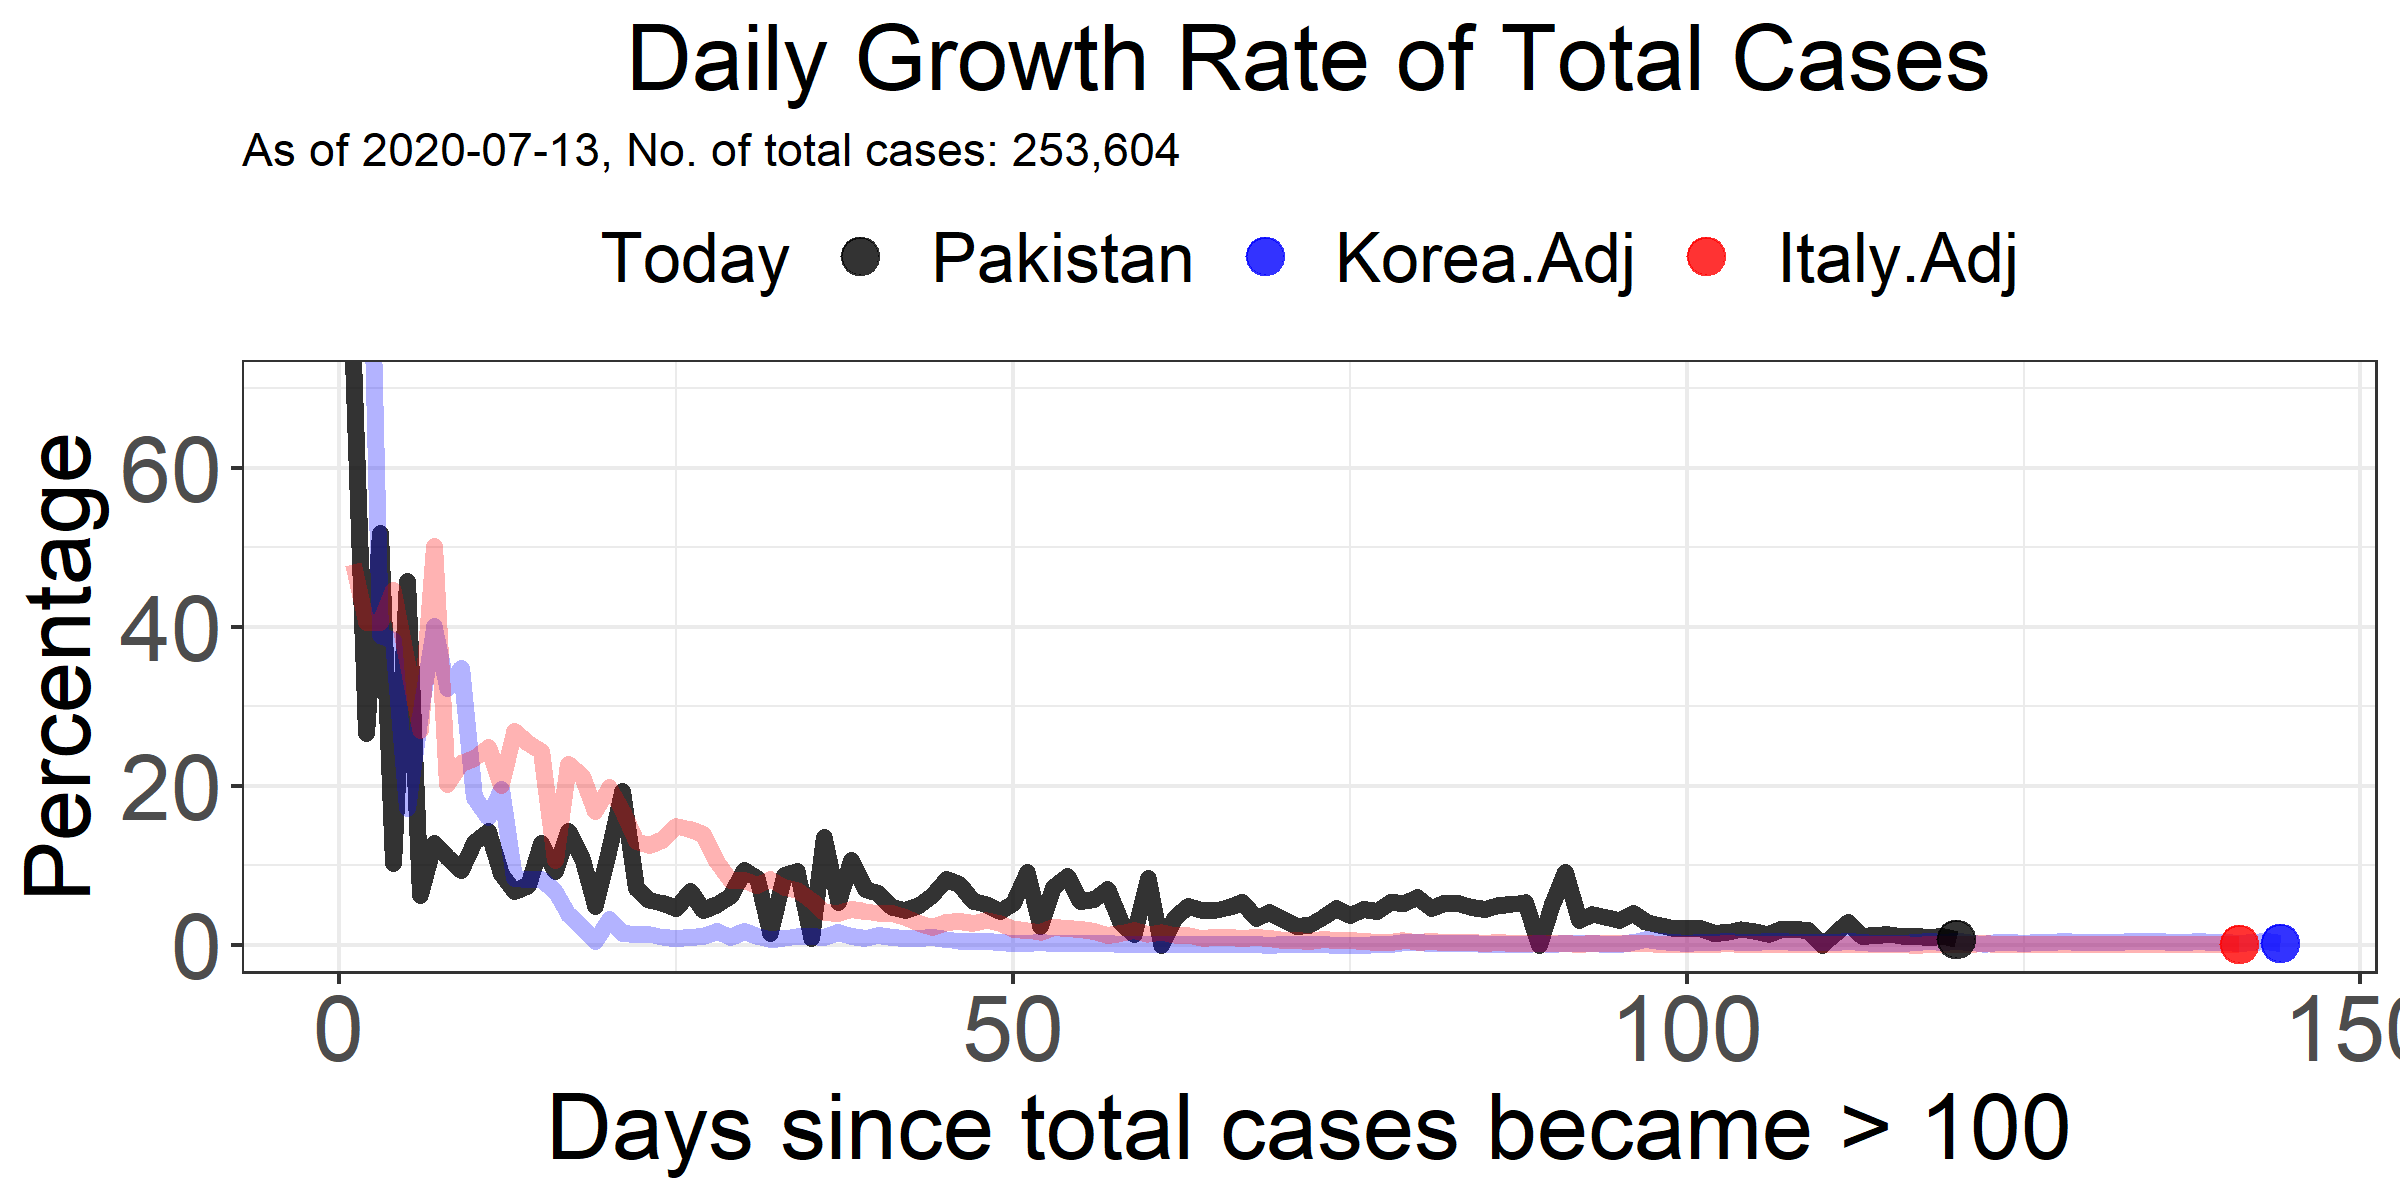 Daily Growth Rate of Total Cases
As of 2020-07-13, No. of total cases: 253,604
Today Pakistan Korea.Adj Italy.Adj
Percentage
60
40
20
0
0 50 100 150
Days since total cases became > 100